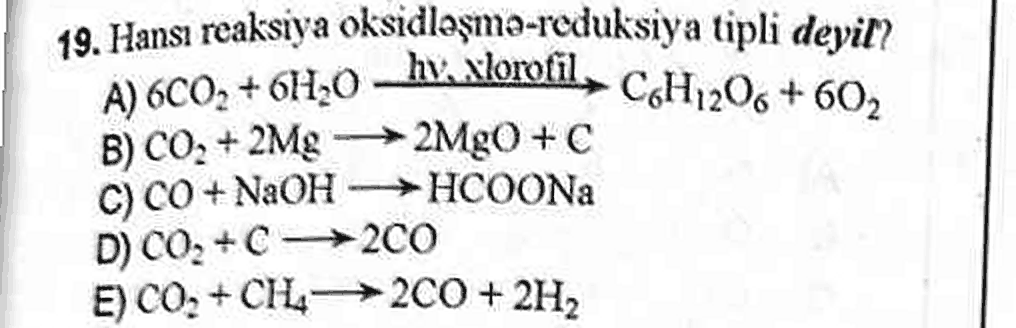 19. Hansı reaksiya oksidləşmə-reduksiya tipli deyil?
A) 6CO₂ + 6H₂O —hν, xlorofil→ C₆H₁₂O₆ + 6O₂
B) CO₂ + 2Mg ⟶ 2MgO + C
C) CO + NaOH ⟶ HCOONa
D) CO₂ + C ⟶ 2CO
E) CO₂ + CH₄ ⟶ 2CO + 2H₂